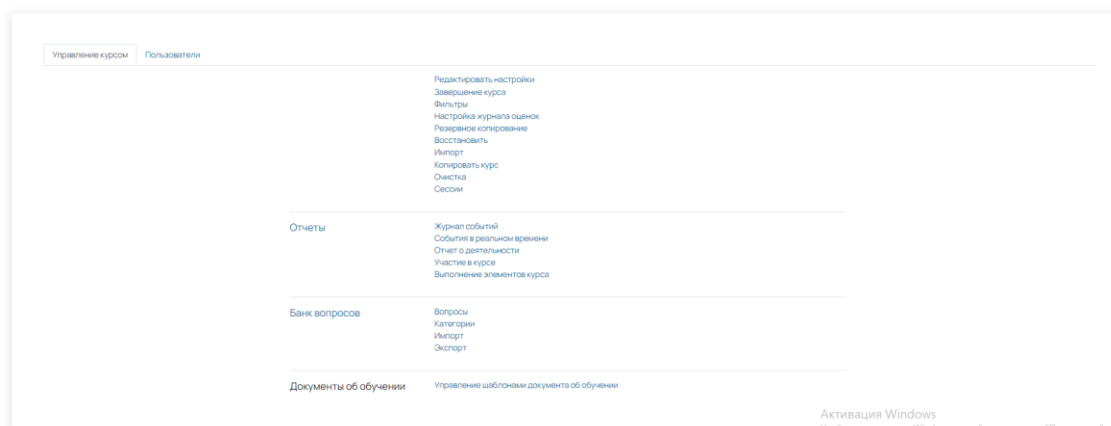 Управление курсом
Пользователи
Редактировать настройки
Завершение курса
Фильтры
Настройка журнала оценок
Резервное копирование
Восстановить
Импорт
Копировать курс
Очистка
Сессии
Отчеты
Журнал событий
События в реальном времени
Отчет о деятельности
Участие в курсе
Выполнение элементов курса
Банк вопросов
Вопросы
Категории
Импорт
Экспорт
Документы об обучении
Управление шаблонами документа об обучении
Активация Windows